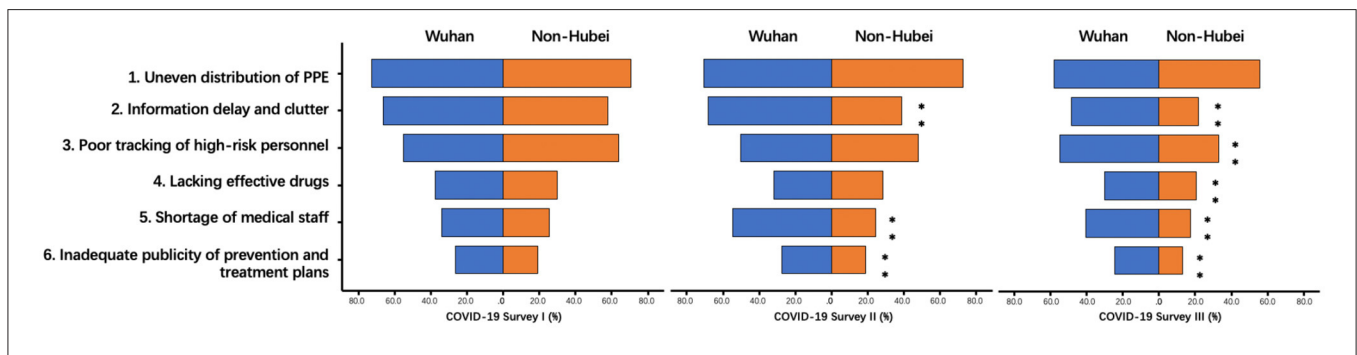 Wuhan Non-Hubei Wuhan Non-Hubei Wuhan Non-Hubei
1. Uneven distribution of PPE
2. Information delay and clutter
* * * *
3. Poor tracking of high-risk personnel
* *
4. Lacking effective drugs
* *
5. Shortage of medical staff
* * * *
6. Inadequate publicity of prevention and
treatment plans
* * * *
80.0 60.0 40.0 20.0 .0 20.0 40.0 60.0 80.0 80.0 60.0 40.0 20.0 .0 20.0 40.0 60.0 80.0 80.0 60.0 40.0 20.0 .0 20.0 40.0 60.0 80.0
COVID-19 Survey I (%) COVID-19 Survey II (%) COVID-19 Survey III (%)